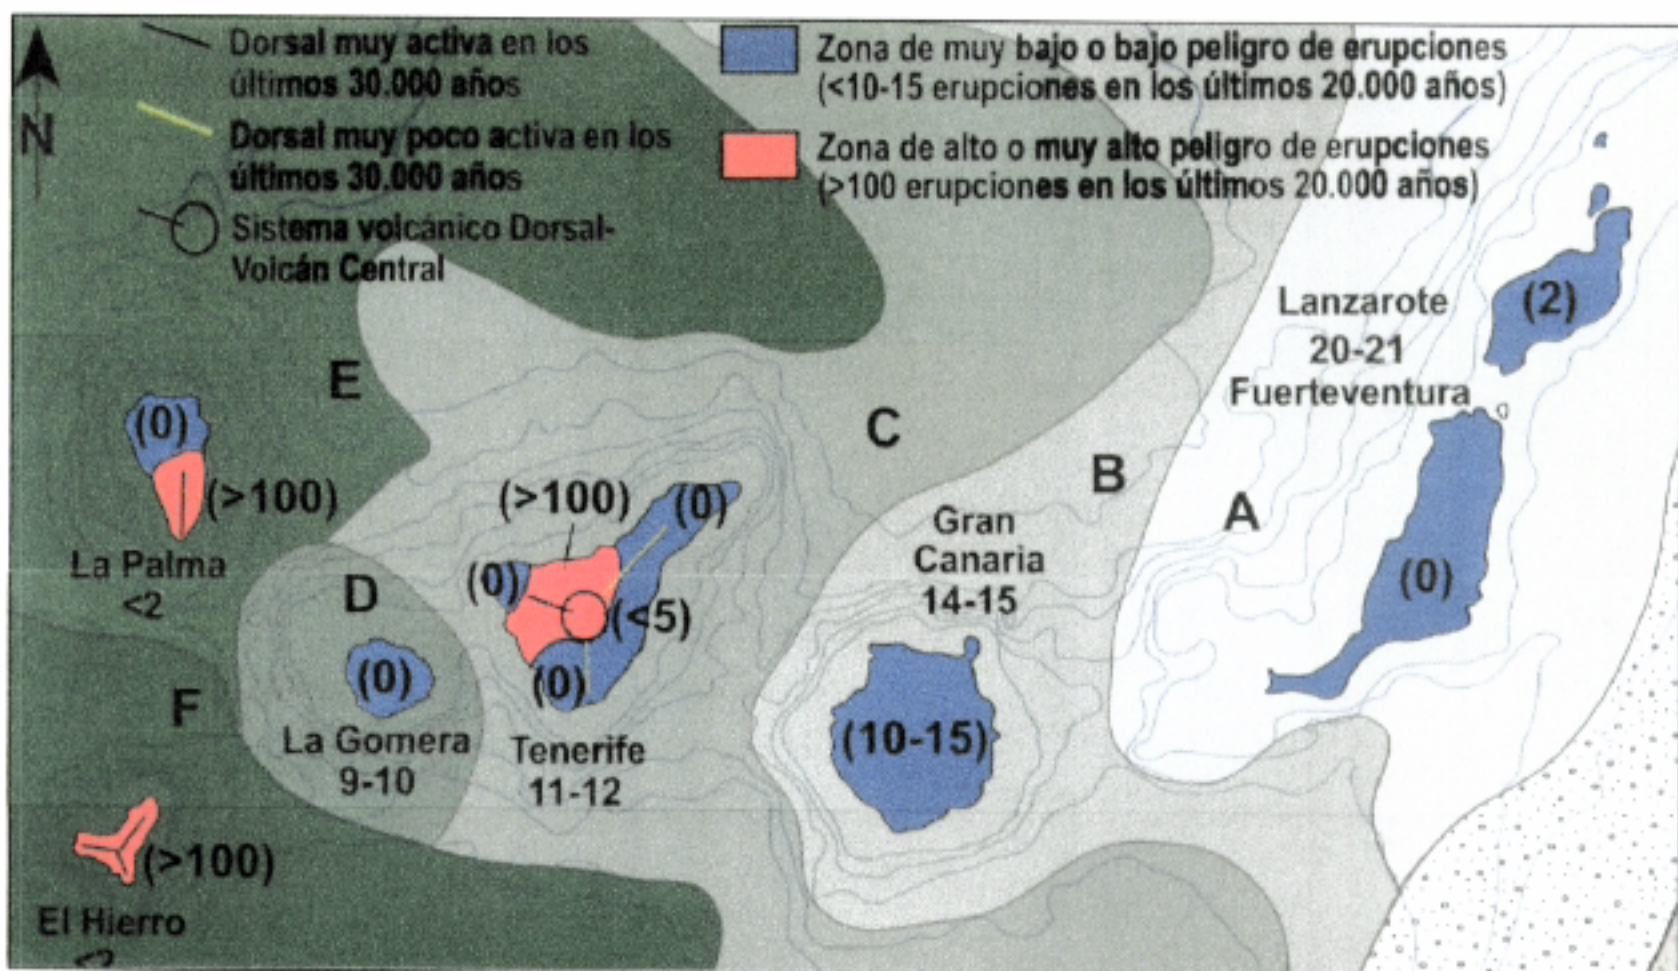 Dorsal muy activa en los
últimos 30.000 años
Dorsal muy poco activa en los
últimos 30.000 años
Sistema volcánico Dorsal-
Volcán Central
Zona de muy bajo o bajo peligro de erupciones
(<10-15 erupciones en los últimos 20.000 años)
Zona de alto o muy alto peligro de erupciones
(>100 erupciones en los últimos 20.000 años)
N
Lanzarote
20-21
Fuerteventura
(2)
(0)
A
B
C
Gran
Canaria
14-15
(10-15)
E
(0)
(>100)
La Palma
<2
(>100)
(0)
(0)
(<5)
(0)
Tenerife
11-12
D
(0)
La Gomera
9-10
F
(>100)
El Hierro